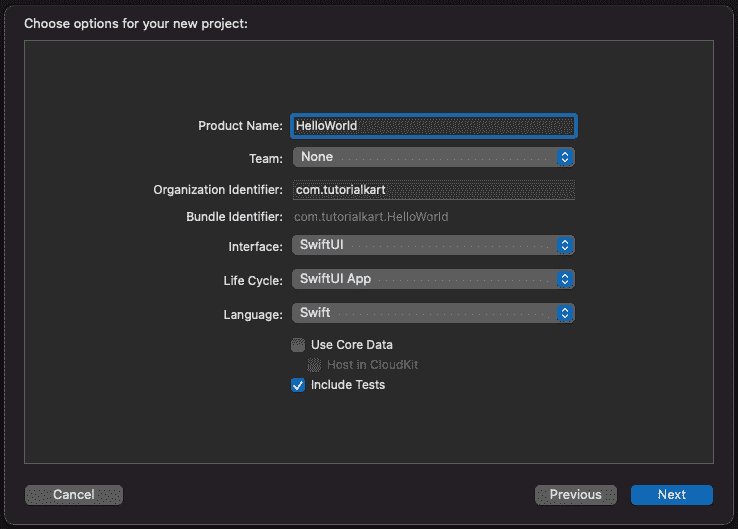 Choose options for your new project:
Product Name: HelloWorld
Team: None
Organization Identifier: com.tutorialkart
Bundle Identifier: com.tutorialkart.HelloWorld
Interface: SwiftUI
Life Cycle: SwiftUI App
Language: Swift
Use Core Data
Host in CloudKit
Include Tests
Cancel Previous Next